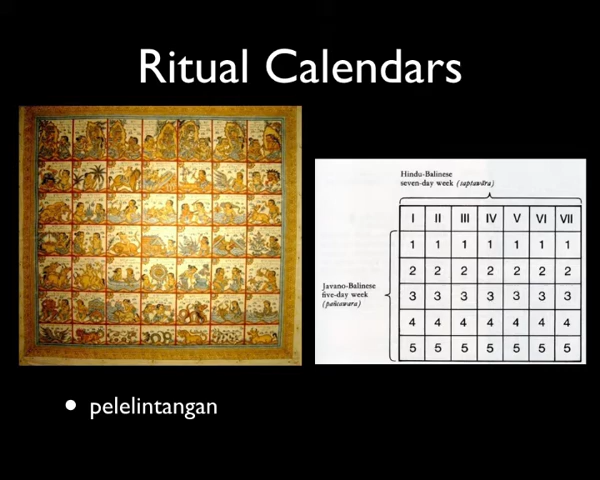 Ritual Calendars
Hindu-Balinese
seven-day week (saptawāra)
I II III IV V VI VII
1 1 1 1 1 1 1
2 2 2 2 2 2 2
3 3 3 3 3 3 3
4 4 4 4 4 4 4
5 5 5 5 5 5 5
Javano-Balinese
five-day week
(pañcawara)
• pelelintangan